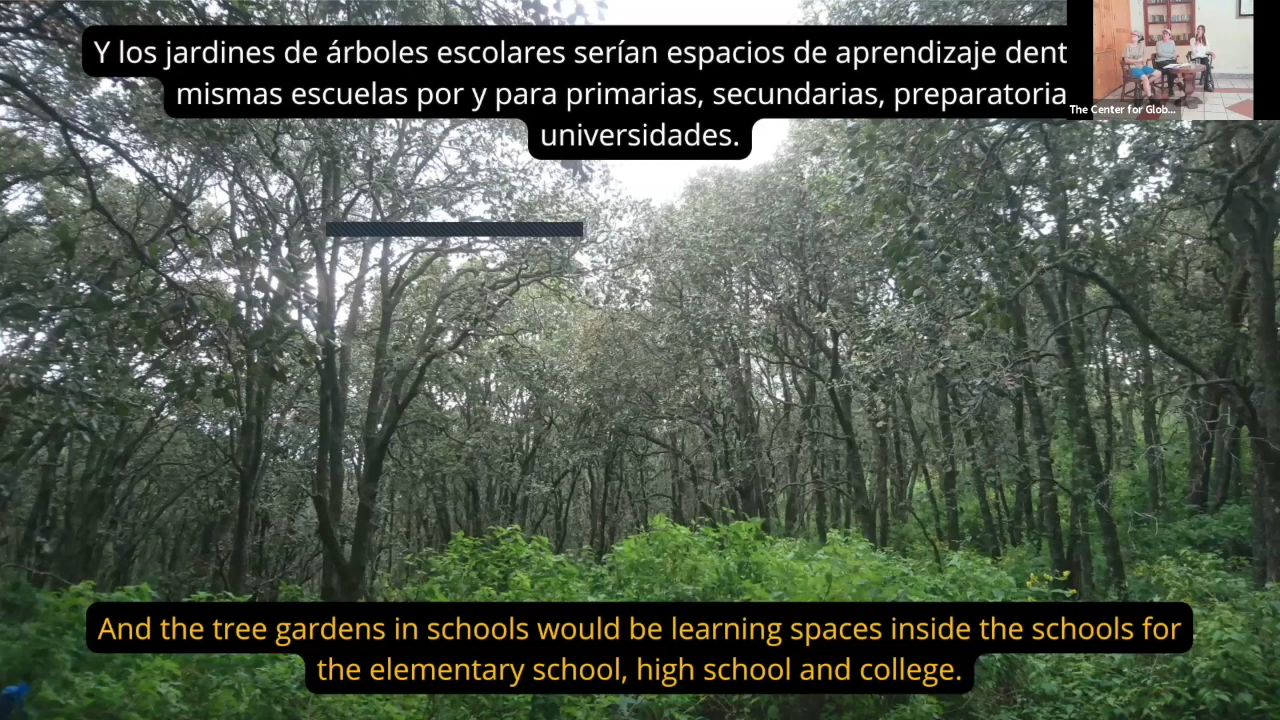 Y los jardines de árboles escolares serían espacios de aprendizaje dent
mismas escuelas por y para primarias, secundarias, preparatoria
universidades.
The Center for Glob...
And the tree gardens in schools would be learning spaces inside the schools for
the elementary school, high school and college.